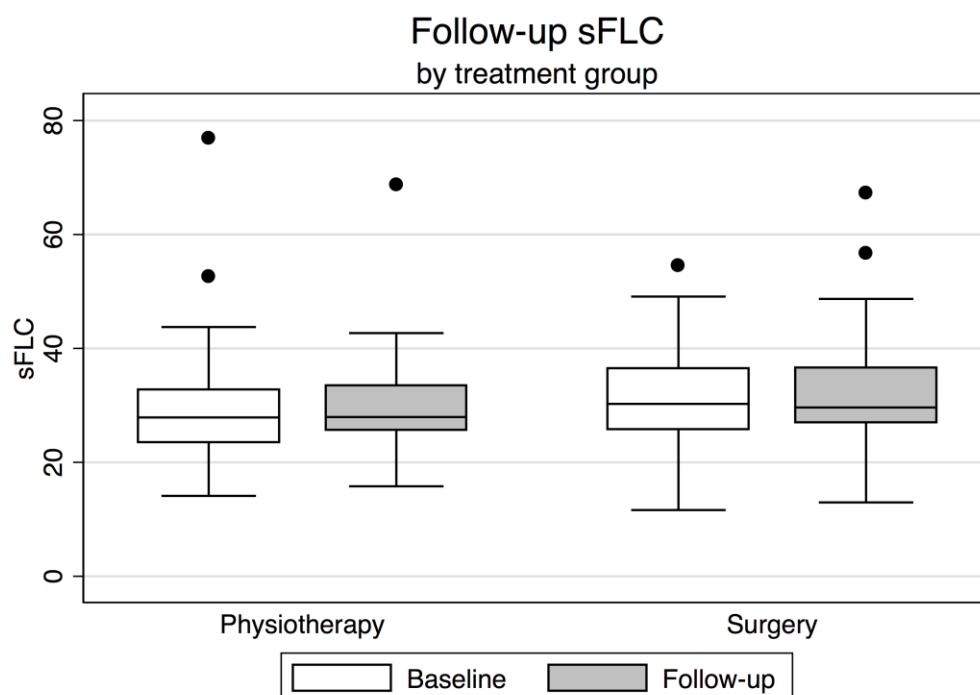 Follow-up sFLC
by treatment group
sFLC
80
60
40
20
0
Physiotherapy Surgery
Baseline Follow-up